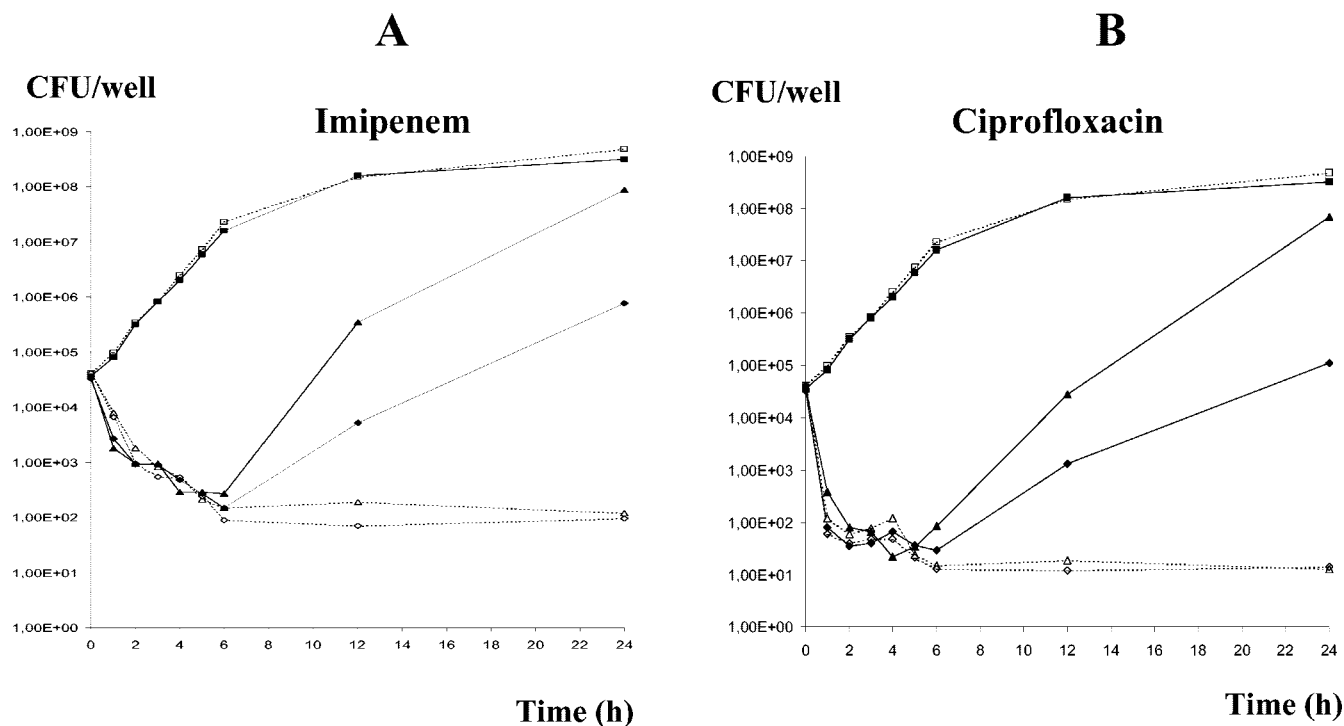 A
CFU/well
Imipenem
1,00E+09
1,00E+08
1,00E+07
1,00E+06
1,00E+05
1,00E+04
1,00E+03
1,00E+02
1,00E+01
1,00E+00
0 2 4 6 8 10 12 14 16 18 20 22 24
Time (h)
B
CFU/well
Ciprofloxacin
1,00E+09
1,00E+08
1,00E+07
1,00E+06
1,00E+05
1,00E+04
1,00E+03
1,00E+02
1,00E+01
1,00E+00
0 2 4 6 8 10 12 14 16 18 20 22 24
Time (h)